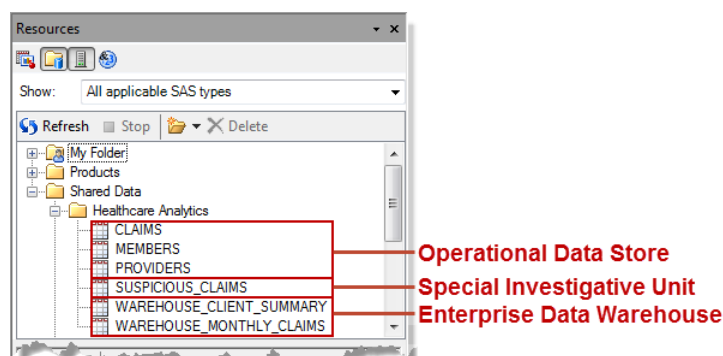 Resources
Show: All applicable SAS types
Refresh Stop Delete
My Folder
Products
Shared Data
Healthcare Analytics
CLAIMS
MEMBERS
PROVIDERS
Operational Data Store
SUSPICIOUS_CLAIMS
Special Investigative Unit
WAREHOUSE_CLIENT_SUMMARY
WAREHOUSE_MONTHLY_CLAIMS
Enterprise Data Warehouse